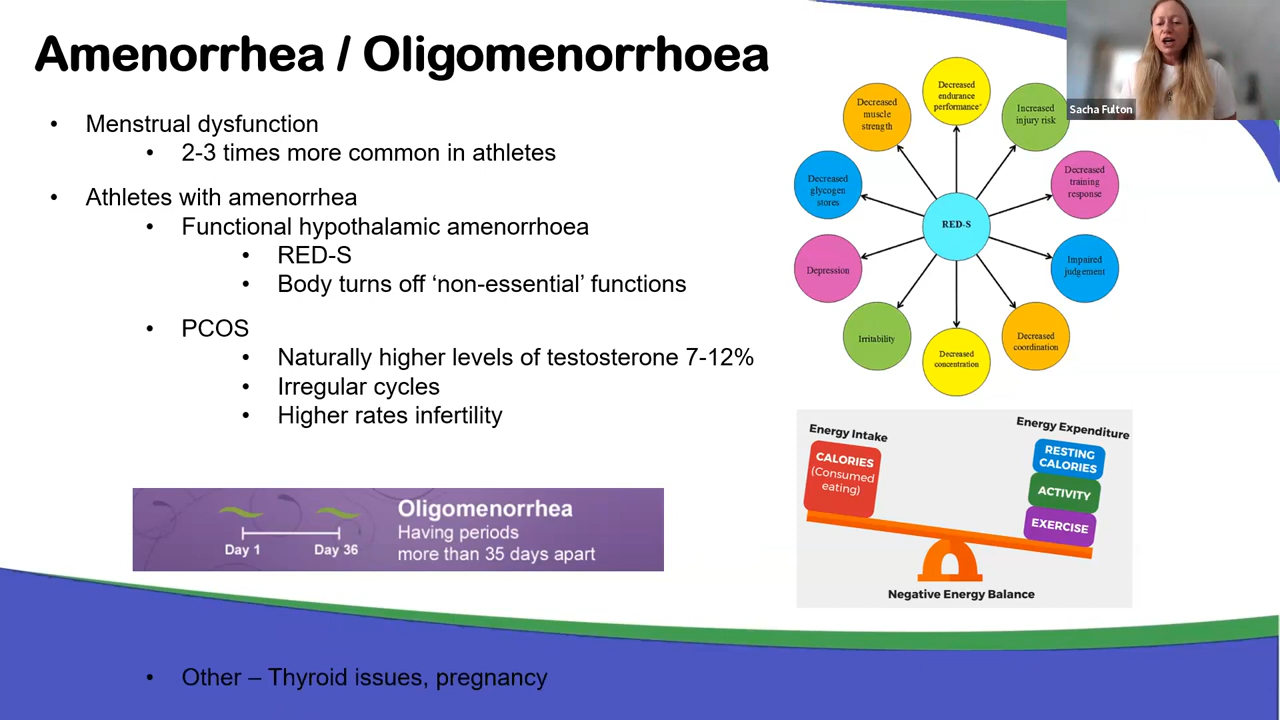 Amenorrhea / Oligomenorrhoea
• Menstrual dysfunction
• 2-3 times more common in athletes
• Athletes with amenorrhea
• Functional hypothalamic amenorrhoea
• RED-S
• Body turns off ‘non-essential’ functions
• PCOS
• Naturally higher levels of testosterone 7-12%
• Irregular cycles
• Higher rates infertility
Day 1
Day 36
Oligomenorrhea
Having periods
more than 35 days apart
• Other – Thyroid issues, pregnancy
Sacha Fulton
Decreased
endurance
performance*
Increased
injury risk
Decreased
training
response
Impaired
judgement
Decreased
coordination
Decreased
concentration
Irritability
Depression
Decreased
glycogen
stores
Decreased
muscle
strength
RED-S
Energy Intake
CALORIES
(Consumed
eating)
Energy Expenditure
RESTING
CALORIES
ACTIVITY
EXERCISE
Negative Energy Balance